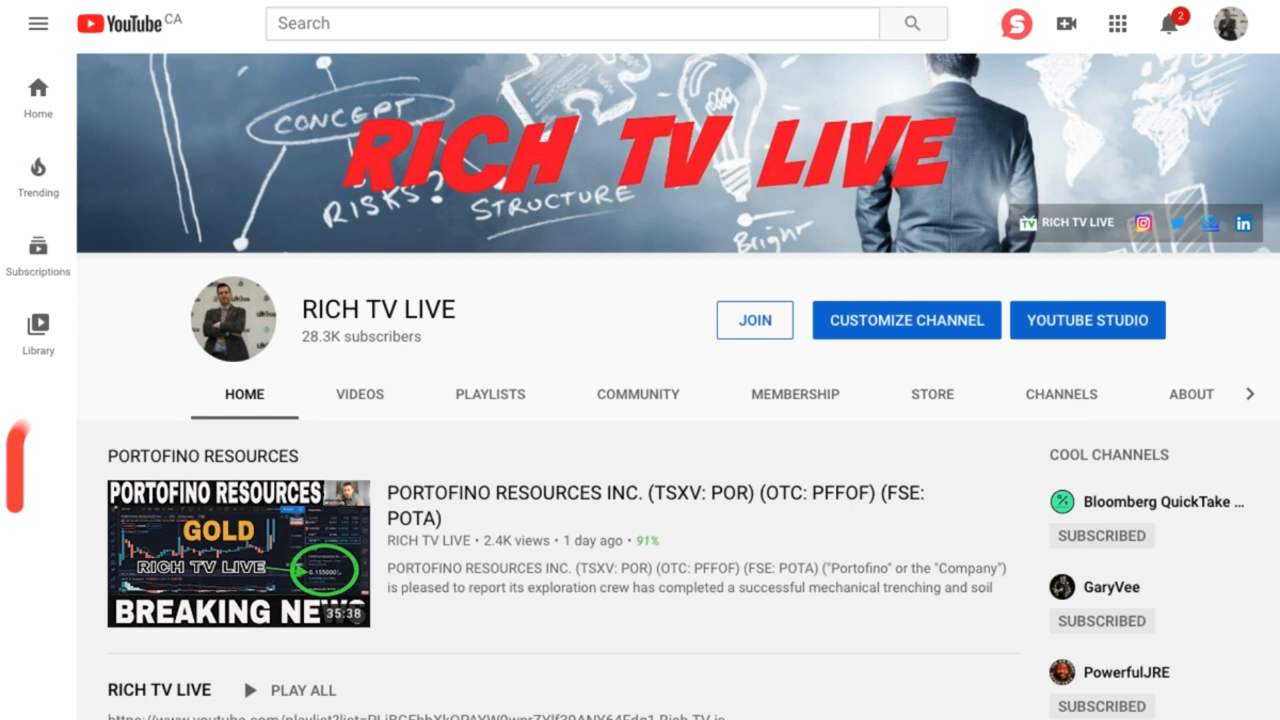 YouTube CA
Search
2
Home
Trending
Subscriptions
Library
CONCEPT
RISKS?
STRUCTURE
Bright
RICH TV LIVE
TV RICH TV LIVE
RICH TV LIVE
28.3K subscribers
JOIN
CUSTOMIZE CHANNEL
YOUTUBE STUDIO
HOME VIDEOS PLAYLISTS COMMUNITY MEMBERSHIP STORE CHANNELS ABOUT
PORTOFINO RESOURCES
PORTOFINO RESOURCES
GOLD
RICH TV LIVE
BREAKING NEWS
35:38
PORTOFINO RESOURCES INC. (TSXV: POR) (OTC: PFFOF) (FSE:
POTA)
RICH TV LIVE • 2.4K views • 1 day ago • 91%
PORTOFINO RESOURCES INC. (TSXV: POR) (OTC: PFFOF) (FSE: POTA) ("Portofino" or the "Company")
is pleased to report its exploration crew has completed a successful mechanical trenching and soil
RICH TV LIVE PLAY ALL
COOL CHANNELS
Bloomberg QuickTake ...
SUBSCRIBED
GaryVee
SUBSCRIBED
PowerfulJRE
SUBSCRIBED